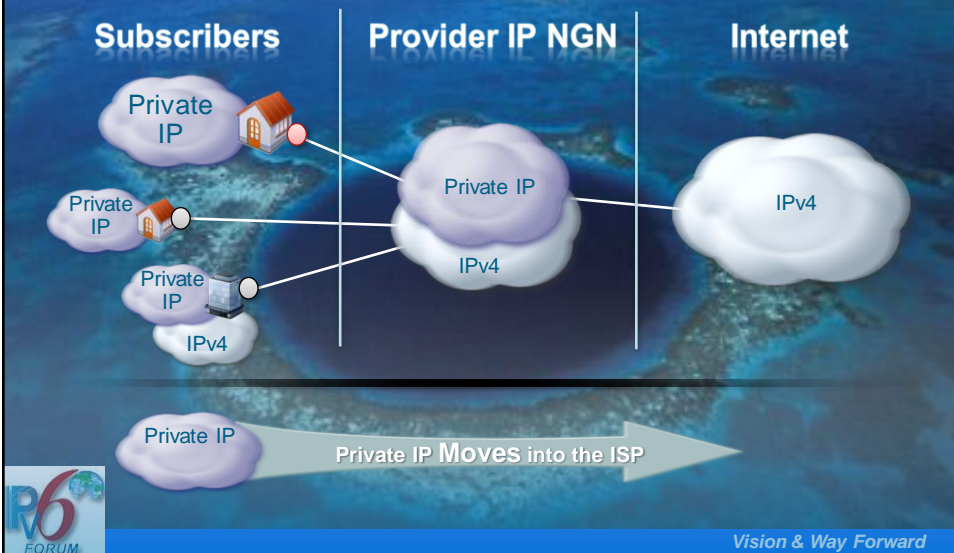 Subscribers
Provider IP NGN
Internet
Private
IP
Private
IP
Private
IP
IPv4
Private IP
IPv4
IPv4
Private IP
Private IP Moves into the ISP
IPv6
FORUM
Vision & Way Forward